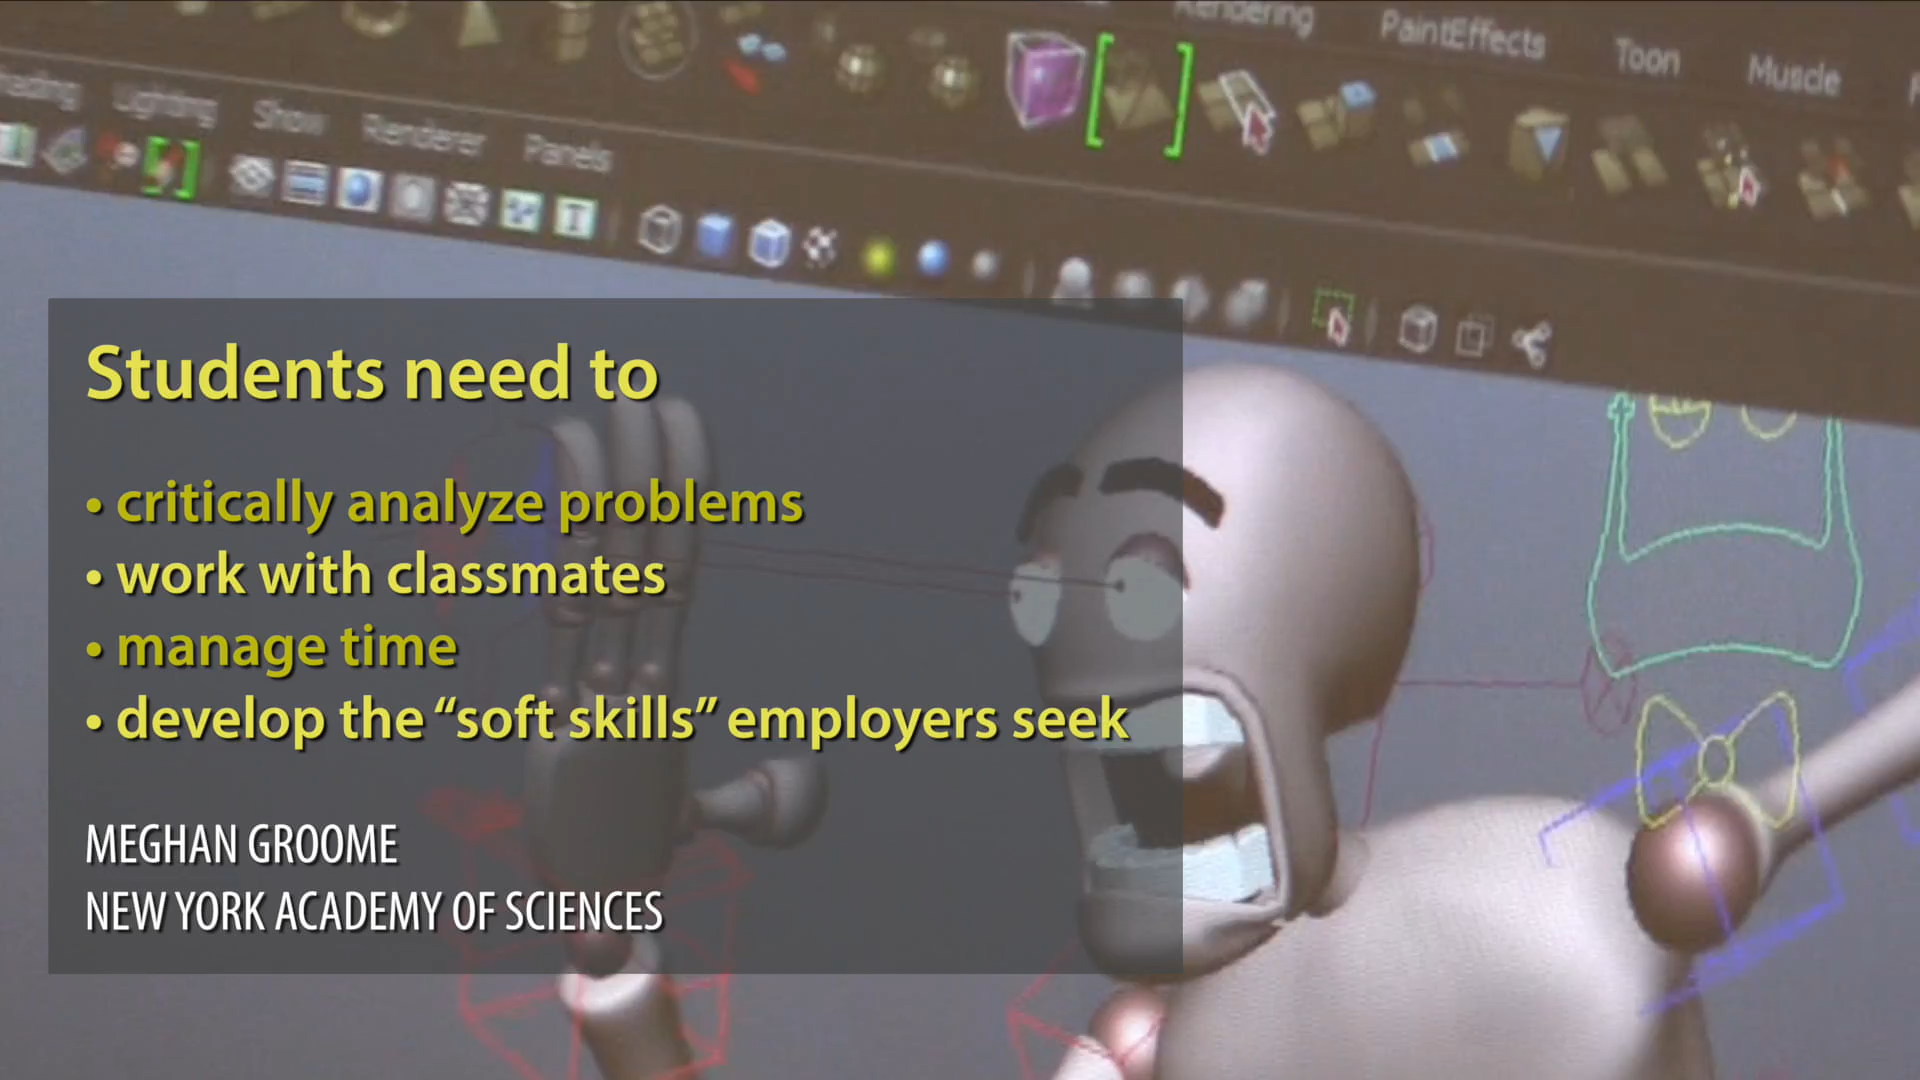 Rendering PaintEffects Toon Muscle
Lighting Show Renderer Panels
Students need to
• critically analyze problems
• work with classmates
• manage time
• develop the “soft skills” employers seek
MEGHAN GROOME
NEW YORK ACADEMY OF SCIENCES